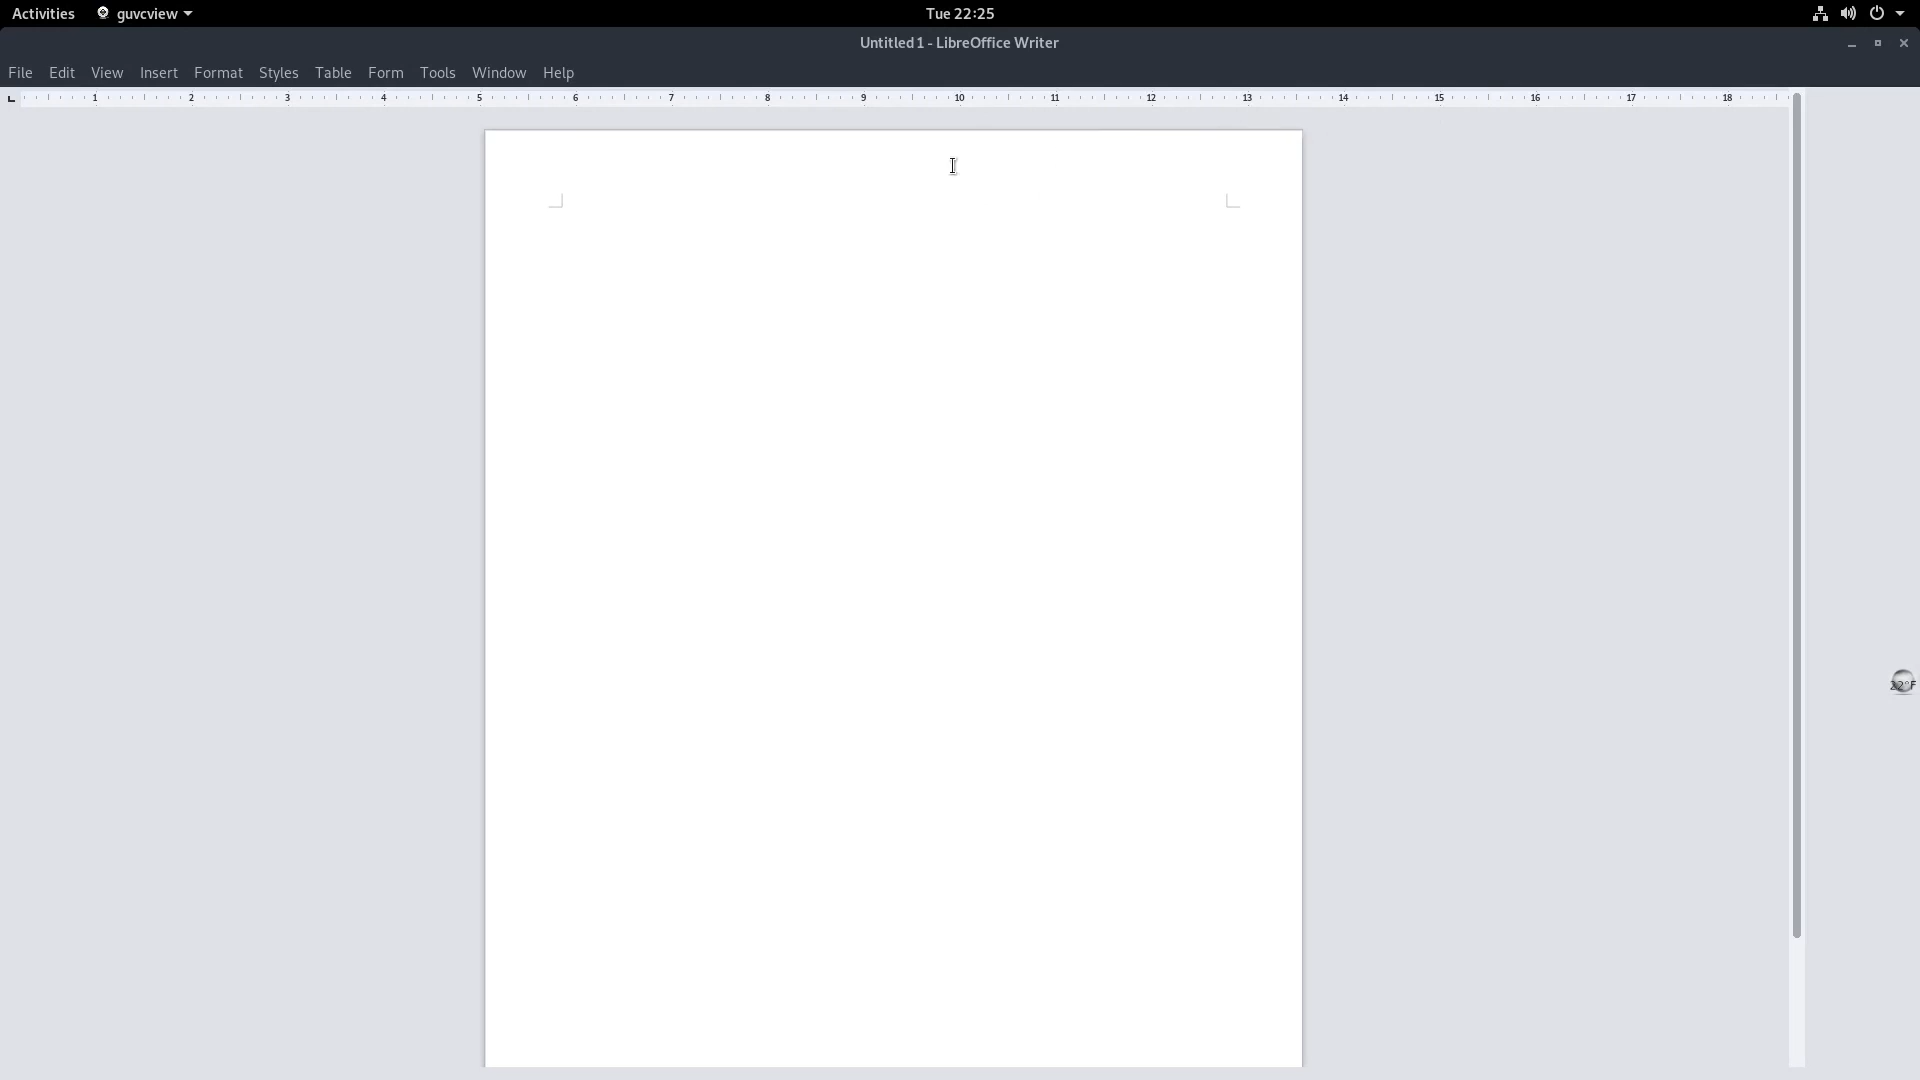 Activities guvcview Tue 22:25
Untitled 1 - LibreOffice Writer
File Edit View Insert Format Styles Table Form Tools Window Help
1 2 3 4 5 6 7 8 9 10 11 12 13 14 15 16 17 18
22°F